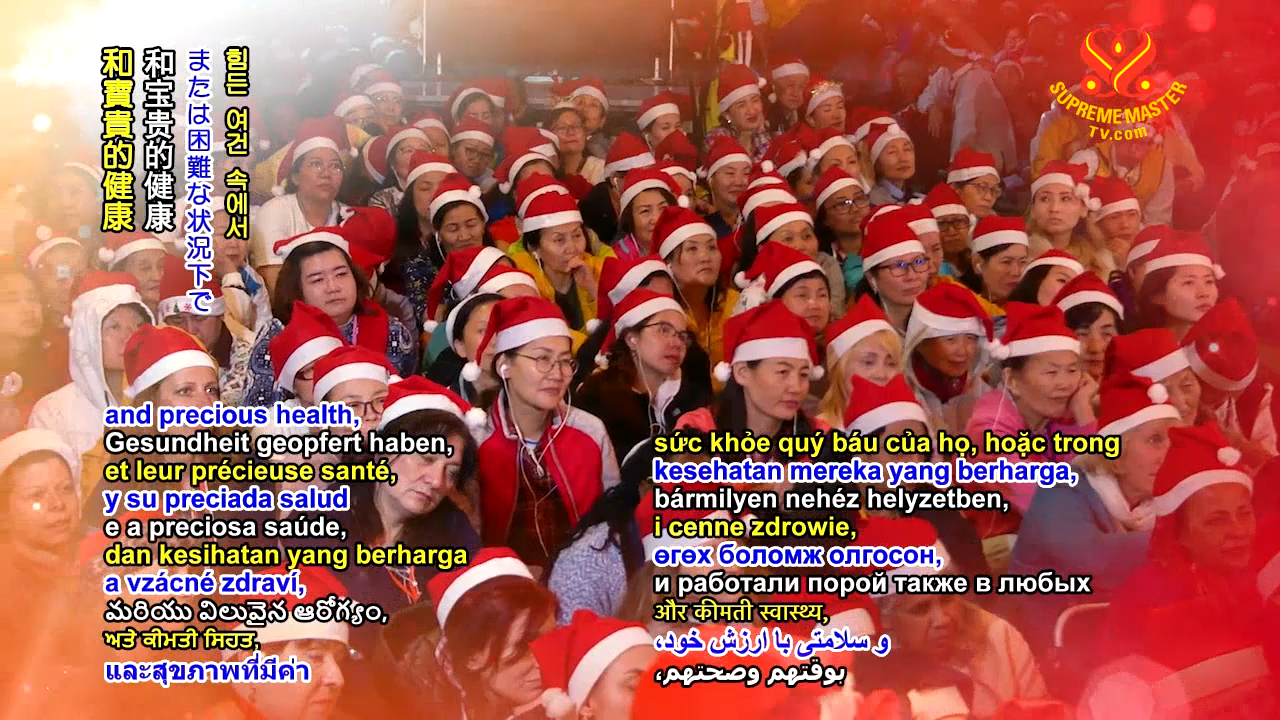 힘든 여건 속에서
または困難な状況下で
和宝贵的健康
和寶貴的健康
SUPREME MASTER
TV.com
and precious health,
Gesundheit geopfert haben,
et leur précieuse santé,
y su preciada salud
e a preciosa saúde,
dan kesihatan yang berharga
a vzácné zdraví,
మరియు విలువైన ఆరోగ్యం,
ਅਤੇ ਕੀਮਤੀ ਸਿਹਤ,
และสุขภาพที่มีค่า
sức khỏe quý báu của họ, hoặc trong
kesehatan mereka yang berharga,
bármilyen nehéz helyzetben,
i cenne zdrowie,
өгөх боломж олгосон,
и работали порой также в любых
और कीमती स्वास्थ्य,
و سلامتی با ارزش خود،
بوقتهم وصحتهم،